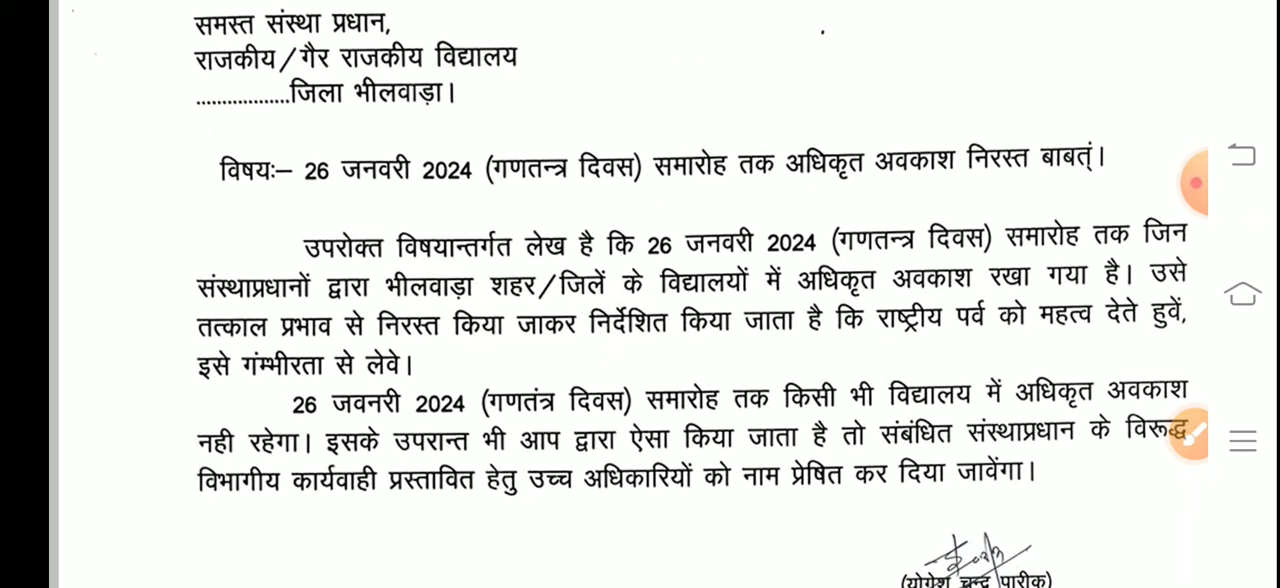 समस्त संस्था प्रधान,
राजकीय/गैर राजकीय विद्यालय
..................जिला भीलवाड़ा।
विषयः– 26 जनवरी 2024 (गणतन्त्र दिवस) समारोह तक अधिकृत अवकाश निरस्त बाबत्ं।
उपरोक्त विषयान्तर्गत लेख है कि 26 जनवरी 2024 (गणतन्त्र दिवस) समारोह तक जिन
संस्थाप्रधानों द्वारा भीलवाड़ा शहर/जिलें के विद्यालयों में अधिकृत अवकाश रखा गया है। उसे
तत्काल प्रभाव से निरस्त किया जाकर निर्देशित किया जाता है कि राष्ट्रीय पर्व को महत्व देते हुवें,
इसे गंम्भीरता से लेवे।
26 जवनरी 2024 (गणतंत्र दिवस) समारोह तक किसी भी विद्यालय में अधिकृत अवकाश
नही रहेगा। इसके उपरान्त भी आप द्वारा ऐसा किया जाता है तो संबंधित संस्थाप्रधान के विरूद्ध
विभागीय कार्यवाही प्रस्तावित हेतु उच्च अधिकारियों को नाम प्रेषित कर दिया जावेंगा।
(योगेश चन्द्र पारीक)